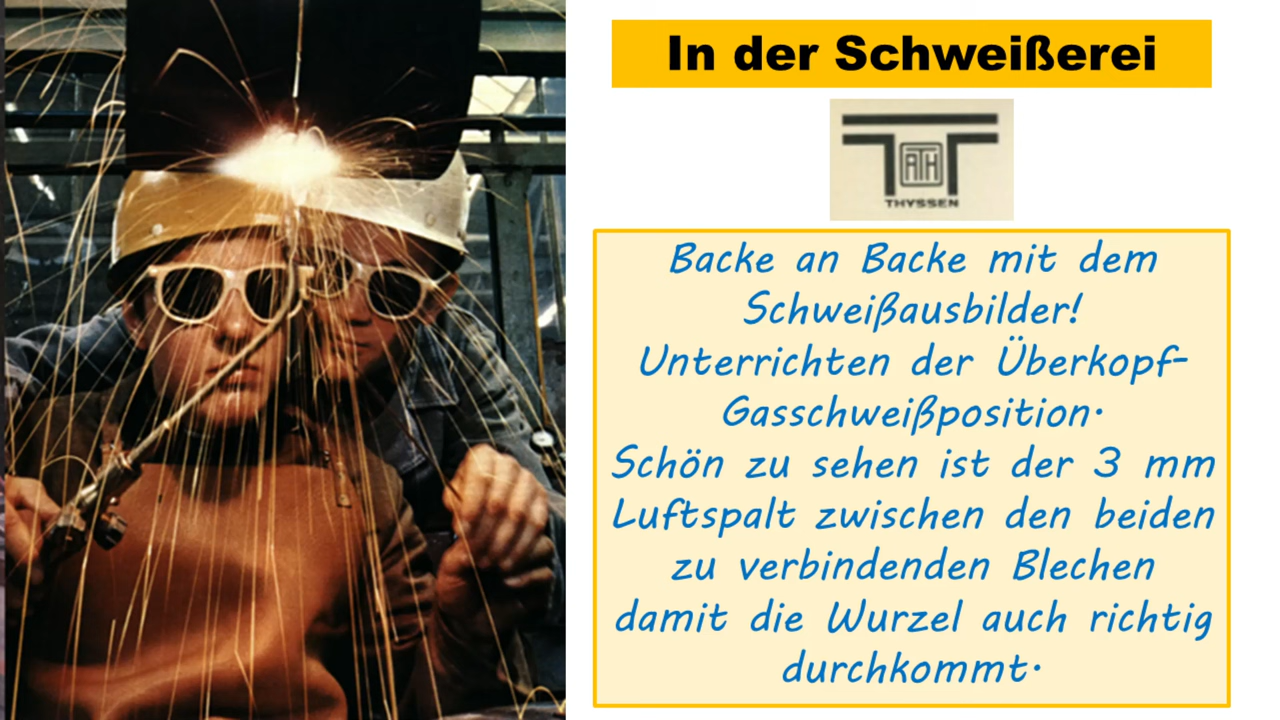 In der Schweißerei
ATH
THYSSEN
Backe an Backe mit dem
Schweißausbilder!
Unterrichten der Überkopf-
Gasschweißposition.
Schön zu sehen ist der 3 mm
Luftspalt zwischen den beiden
zu verbindenden Blechen
damit die Wurzel auch richtig
durchkommt.